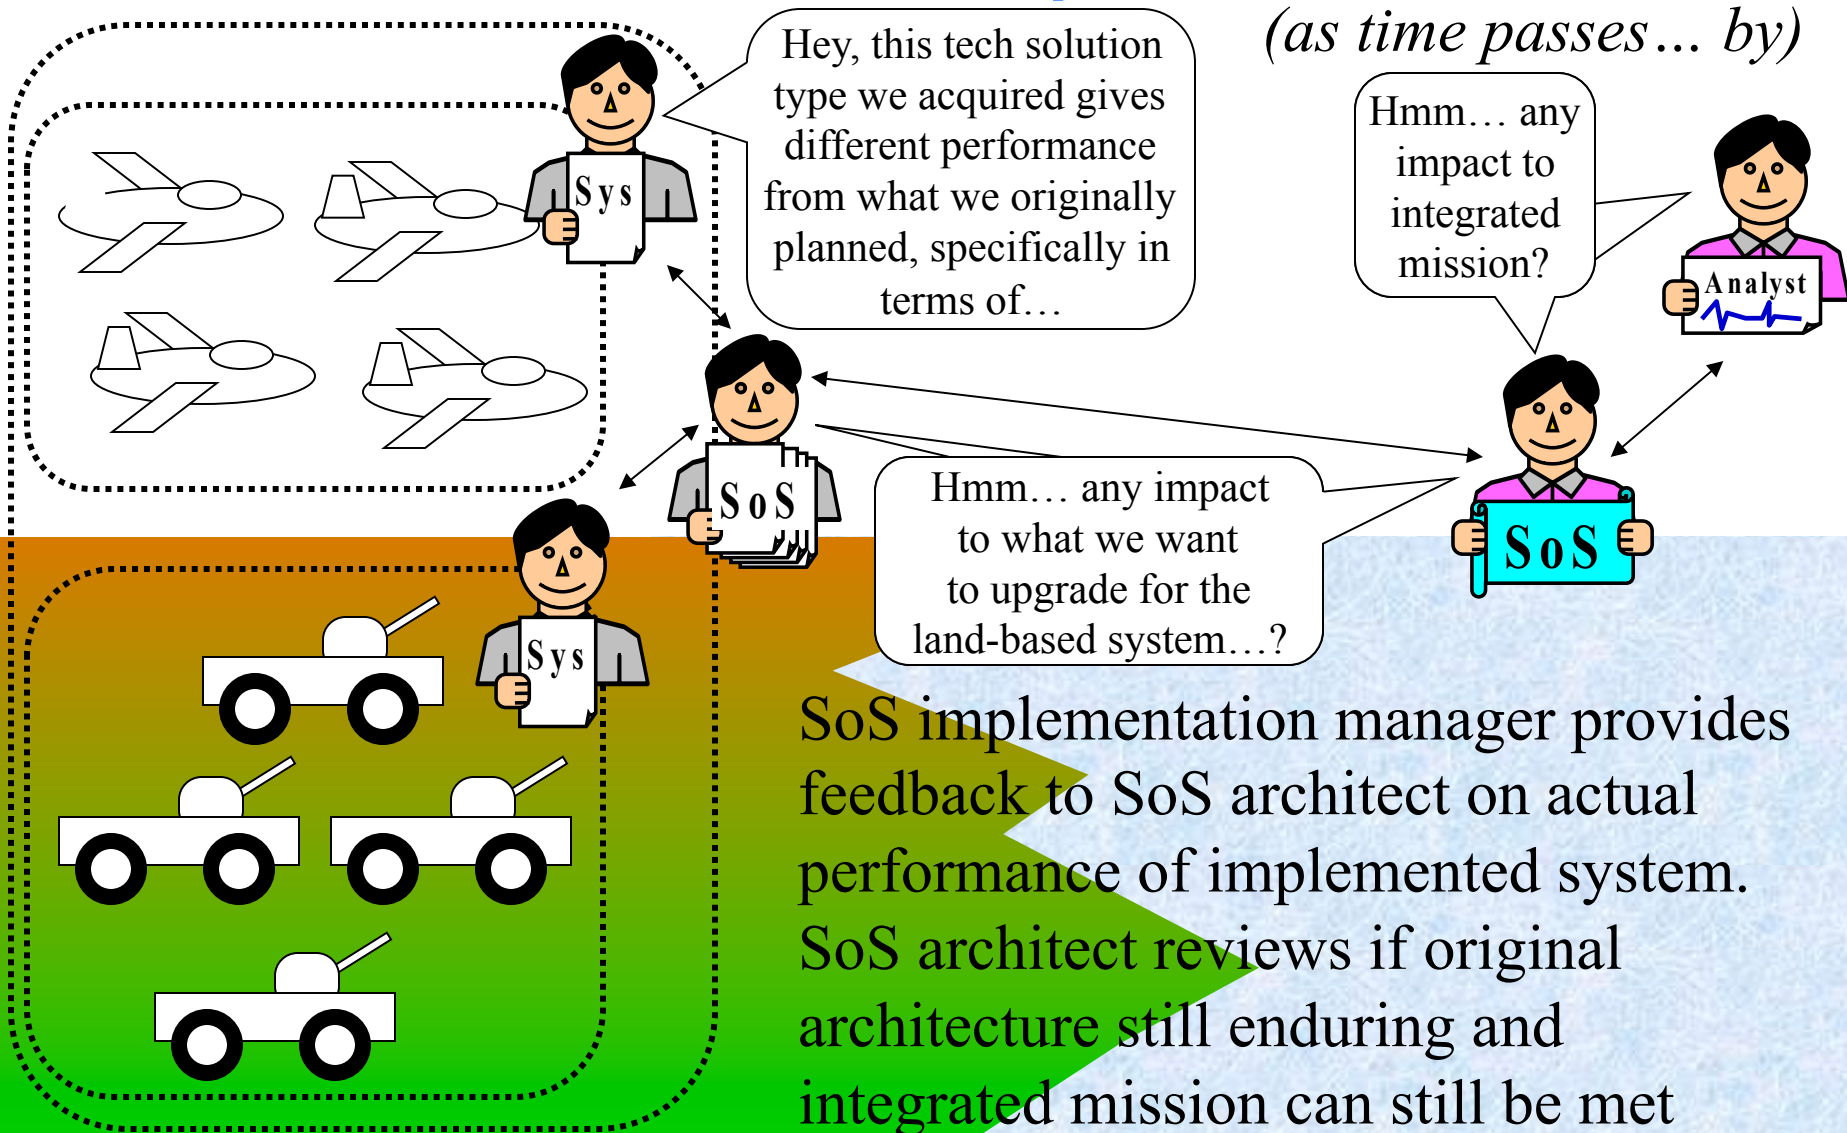 (as time passes… by)
Hey, this tech solution
type we acquired gives
different performance
from what we originally
planned, specifically in
terms of…
Hmm… any
impact to
integrated
mission?
Sys
Analyst
SoS
Hmm… any impact
to what we want
to upgrade for the
land-based system…?
SoS
Sys
SoS implementation manager provides
feedback to SoS architect on actual
performance of implemented system.
SoS architect reviews if original
architecture still enduring and
integrated mission can still be met